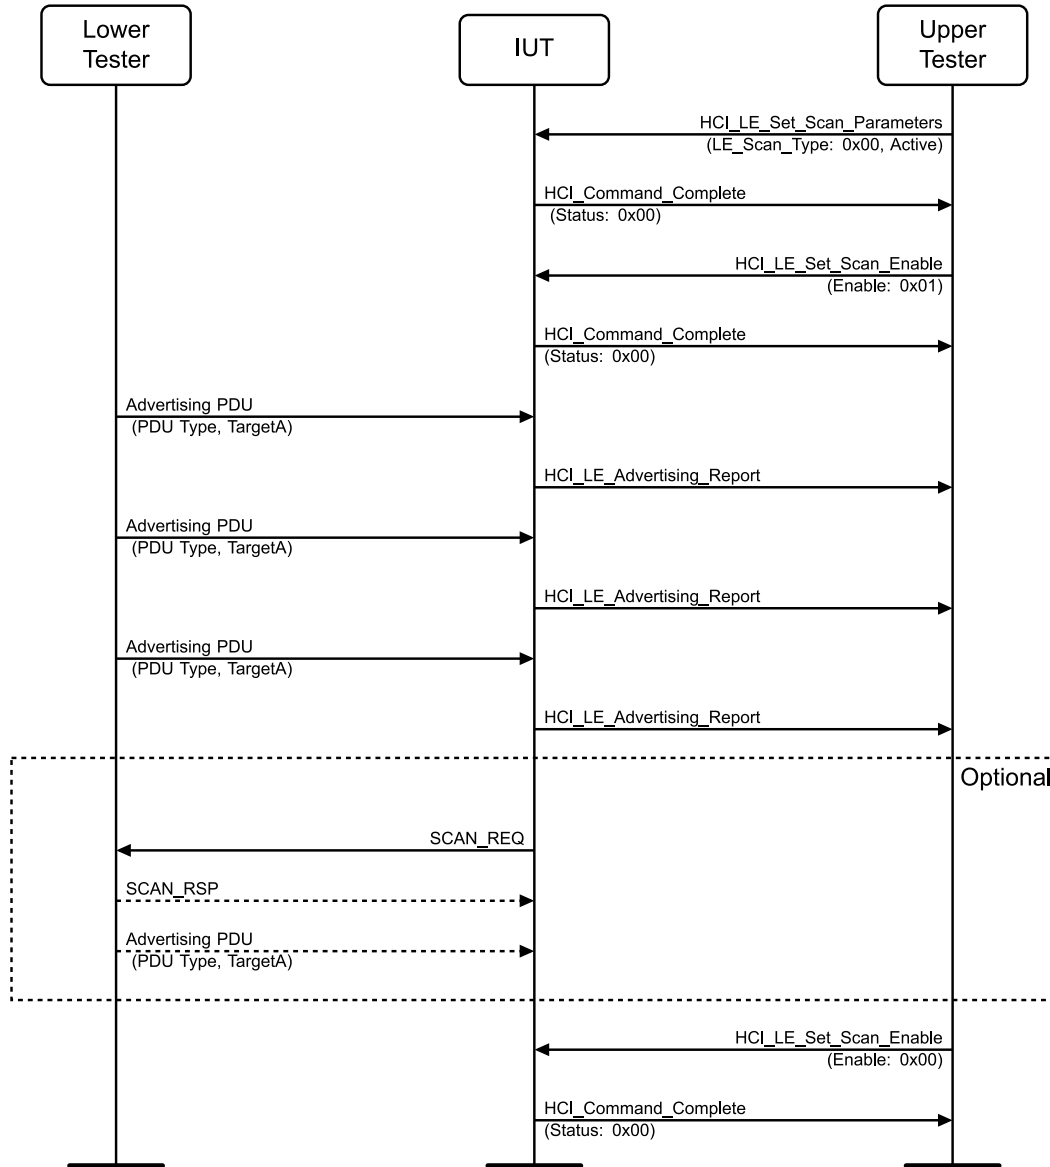 Lower
Tester
IUT
Upper
Tester
HCI_LE_Set_Scan_Parameters
(LE_Scan_Type: 0x00, Active)
HCI_Command_Complete
(Status: 0x00)
HCI_LE_Set_Scan_Enable
(Enable: 0x01)
HCI_Command_Complete
(Status: 0x00)
Advertising PDU
(PDU Type, TargetA)
HCI_LE_Advertising_Report
Advertising PDU
(PDU Type, TargetA)
HCI_LE_Advertising_Report
Advertising PDU
(PDU Type, TargetA)
HCI_LE_Advertising_Report
Optional
SCAN_REQ
SCAN_RSP
Advertising PDU
(PDU Type, TargetA)
HCI_LE_Set_Scan_Enable
(Enable: 0x00)
HCI_Command_Complete
(Status: 0x00)